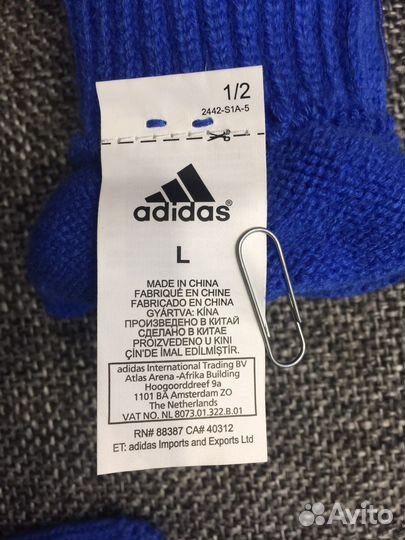 1/2
2442-S1A-5
adidas®
L
MADE IN CHINA
FABRIQUÉ EN CHINE
FABRICADO EN CHINA
GYÁRTVA: KÍNA
ПРОИЗВЕДЕНО В КИТАЙ
СДЕЛАНО В КИТАЕ
PROIZVEDENO U KINI
ÇİN'DE İMAL EDİLMİŞTİR.
adidas International Trading BV
Atlas Arena -Afrika Building
Hoogoorddreef 9a
1101 BA Amsterdam ZO
The Netherlands
VAT NO. NL 8073.01.322.B.01
RN# 88387 CA# 40312
ET: adidas Imports and Exports Ltd
Avito